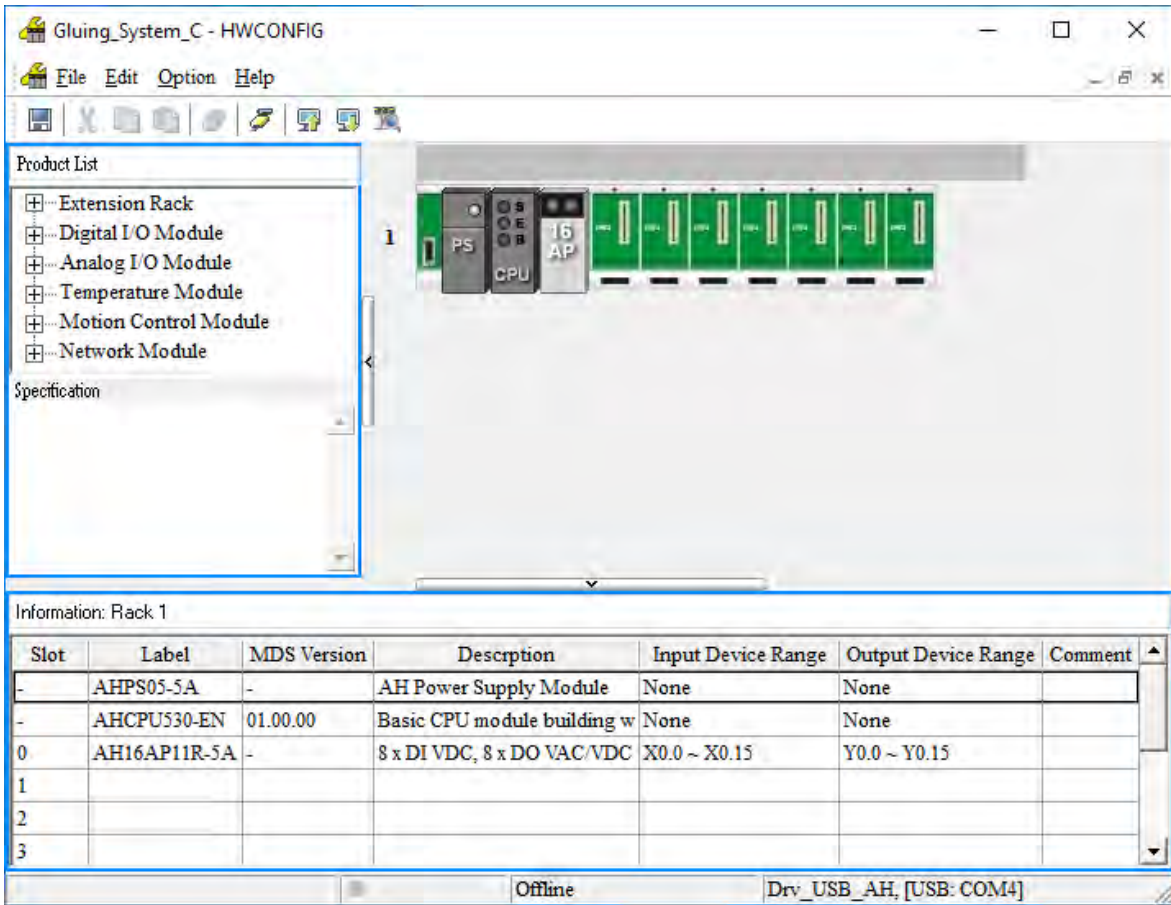 Gluing_System_C - HWCONFIG
File Edit Option Help
Product List
Extension Rack
Digital I/O Module
Analog I/O Module
Temperature Module
Motion Control Module
Network Module
Specification
1
PS
S
E
B
CPU
16
AP
Information: Rack 1
Slot Label MDS Version Descrption Input Device Range Output Device Range Comment
- AHPS05-5A - AH Power Supply Module None None
- AHCPU530-EN 01.00.00 Basic CPU module building w None None
0 AH16AP11R-5A - 8 x DI VDC, 8 x DO VAC/VDC X0.0 ~ X0.15 Y0.0 ~ Y0.15
1
2
3
Offline Drv_USB_AH, [USB: COM4]